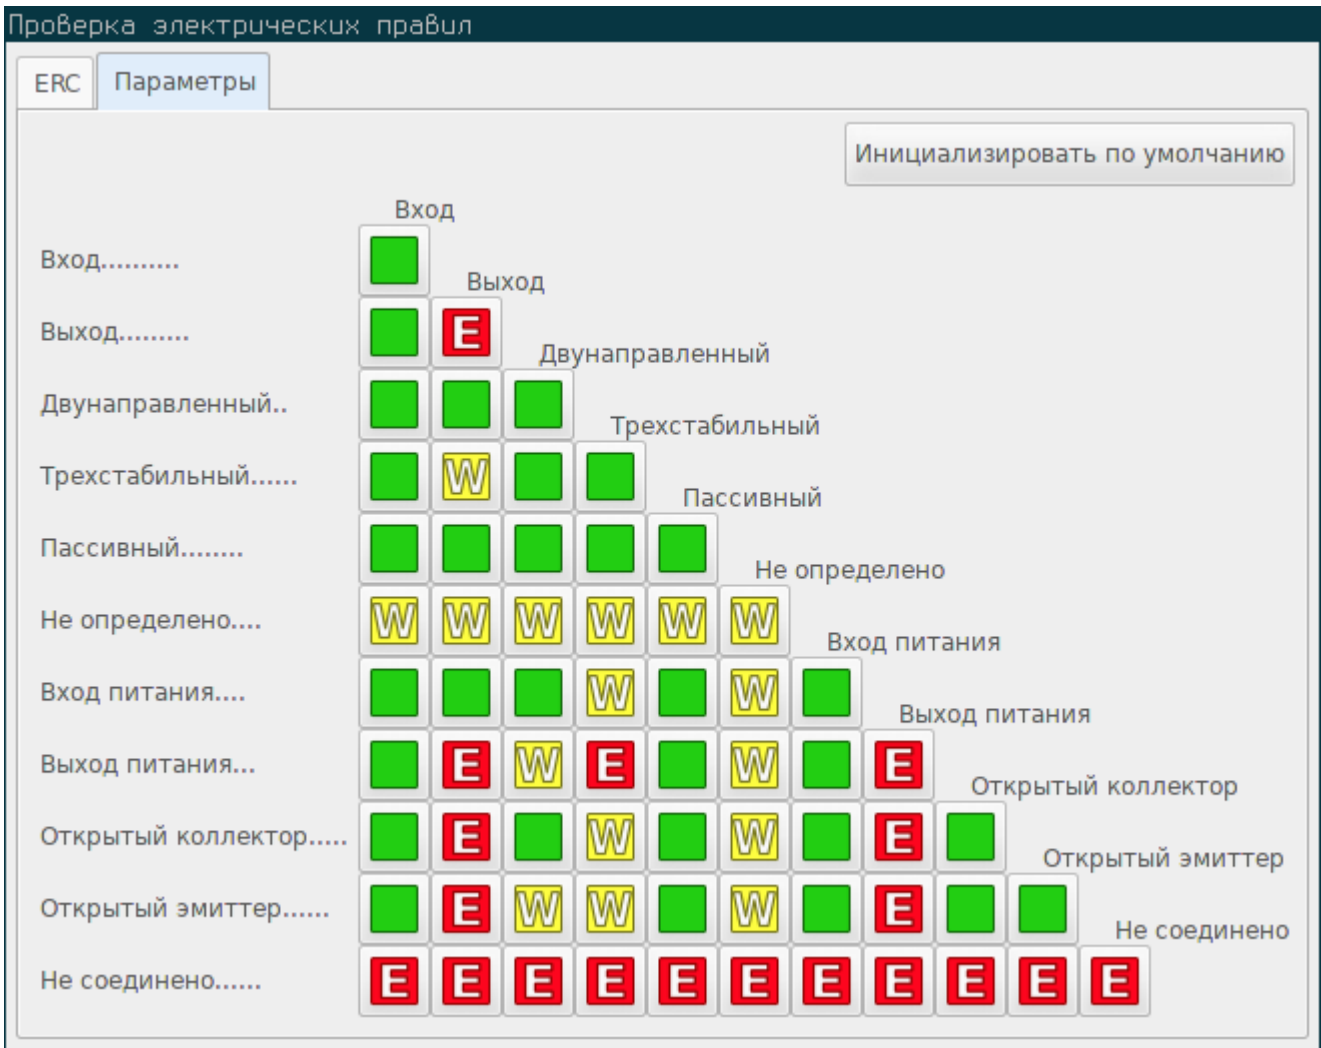 Проверка электрических правил
ERC Параметры
Инициализировать по умолчанию
Вход
Вход..........
Выход
Выход......... E
Двунаправленный
Двунаправленный..
Трехстабильный
Трехстабильный...... W
Пассивный
Пассивный........
Не определено
Не определено.... W W W W W W
Вход питания
Вход питания.... W W
Выход питания
Выход питания... E W E W E
Открытый коллектор
Открытый коллектор..... E W W E
Открытый эмиттер
Открытый эмиттер...... E W W W E
Не соединено
Не соединено...... E E E E E E E E E E E